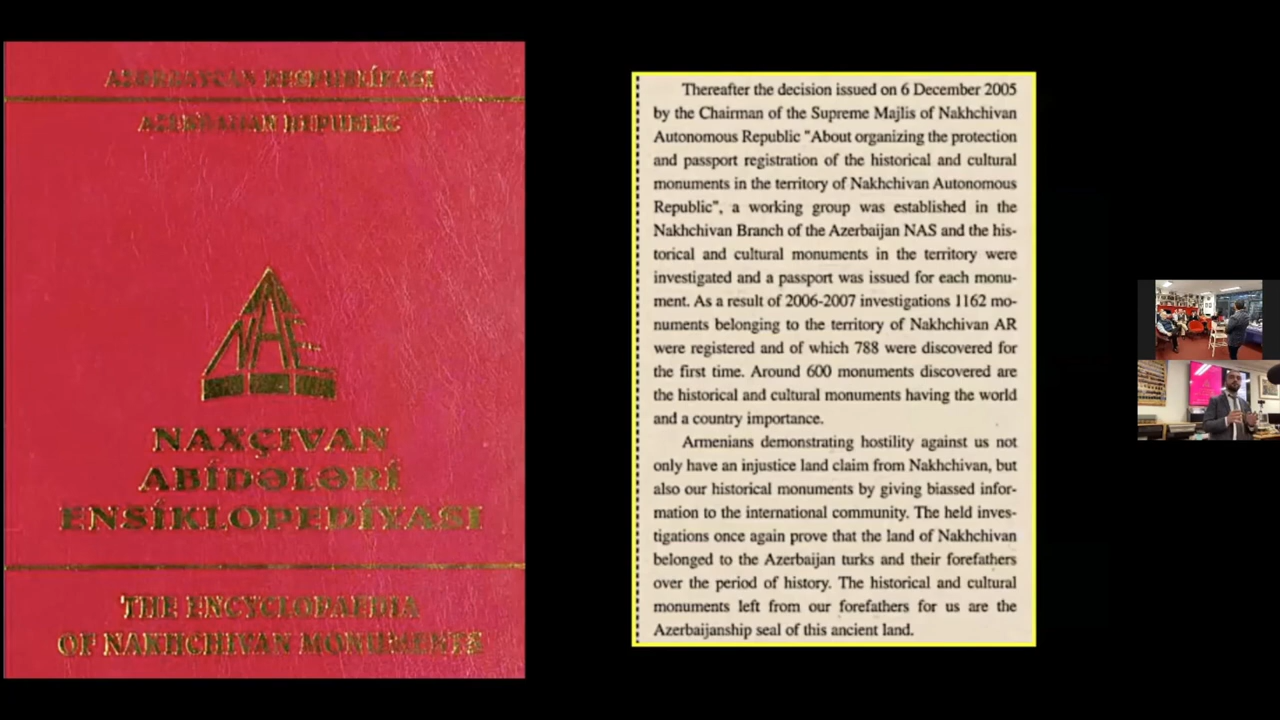 AZƏRBAYCAN RESPUBLİKASI
AZERBAIJAN REPUBLIC
NAE
NAXÇIVAN
ABİDƏLƏRİ
ENSİKLOPEDİYASI
THE ENCYCLOPAEDIA
OF NAKHCHIVAN MONUMENTS
Thereafter the decision issued on 6 December 2005
by the Chairman of the Supreme Majlis of Nakhchivan
Autonomous Republic "About organizing the protection
and passport registration of the historical and cultural
monuments in the territory of Nakhchivan Autonomous
Republic", a working group was established in the
Nakhchivan Branch of the Azerbaijan NAS and the his-
torical and cultural monuments in the territory were
investigated and a passport was issued for each monu-
ment. As a result of 2006-2007 investigations 1162 mo-
numents belonging to the territory of Nakhchivan AR
were registered and of which 788 were discovered for
the first time. Around 600 monuments discovered are
the historical and cultural monuments having the world
and a country importance.
Armenians demonstrating hostility against us not
only have an injustice land claim from Nakhchivan, but
also our historical monuments by giving biassed infor-
mation to the international community. The held inves-
tigations once again prove that the land of Nakhchivan
belonged to the Azerbaijan turks and their forefathers
over the period of history. The historical and cultural
monuments left from our forefathers for us are the
Azerbaijanship seal of this ancient land.